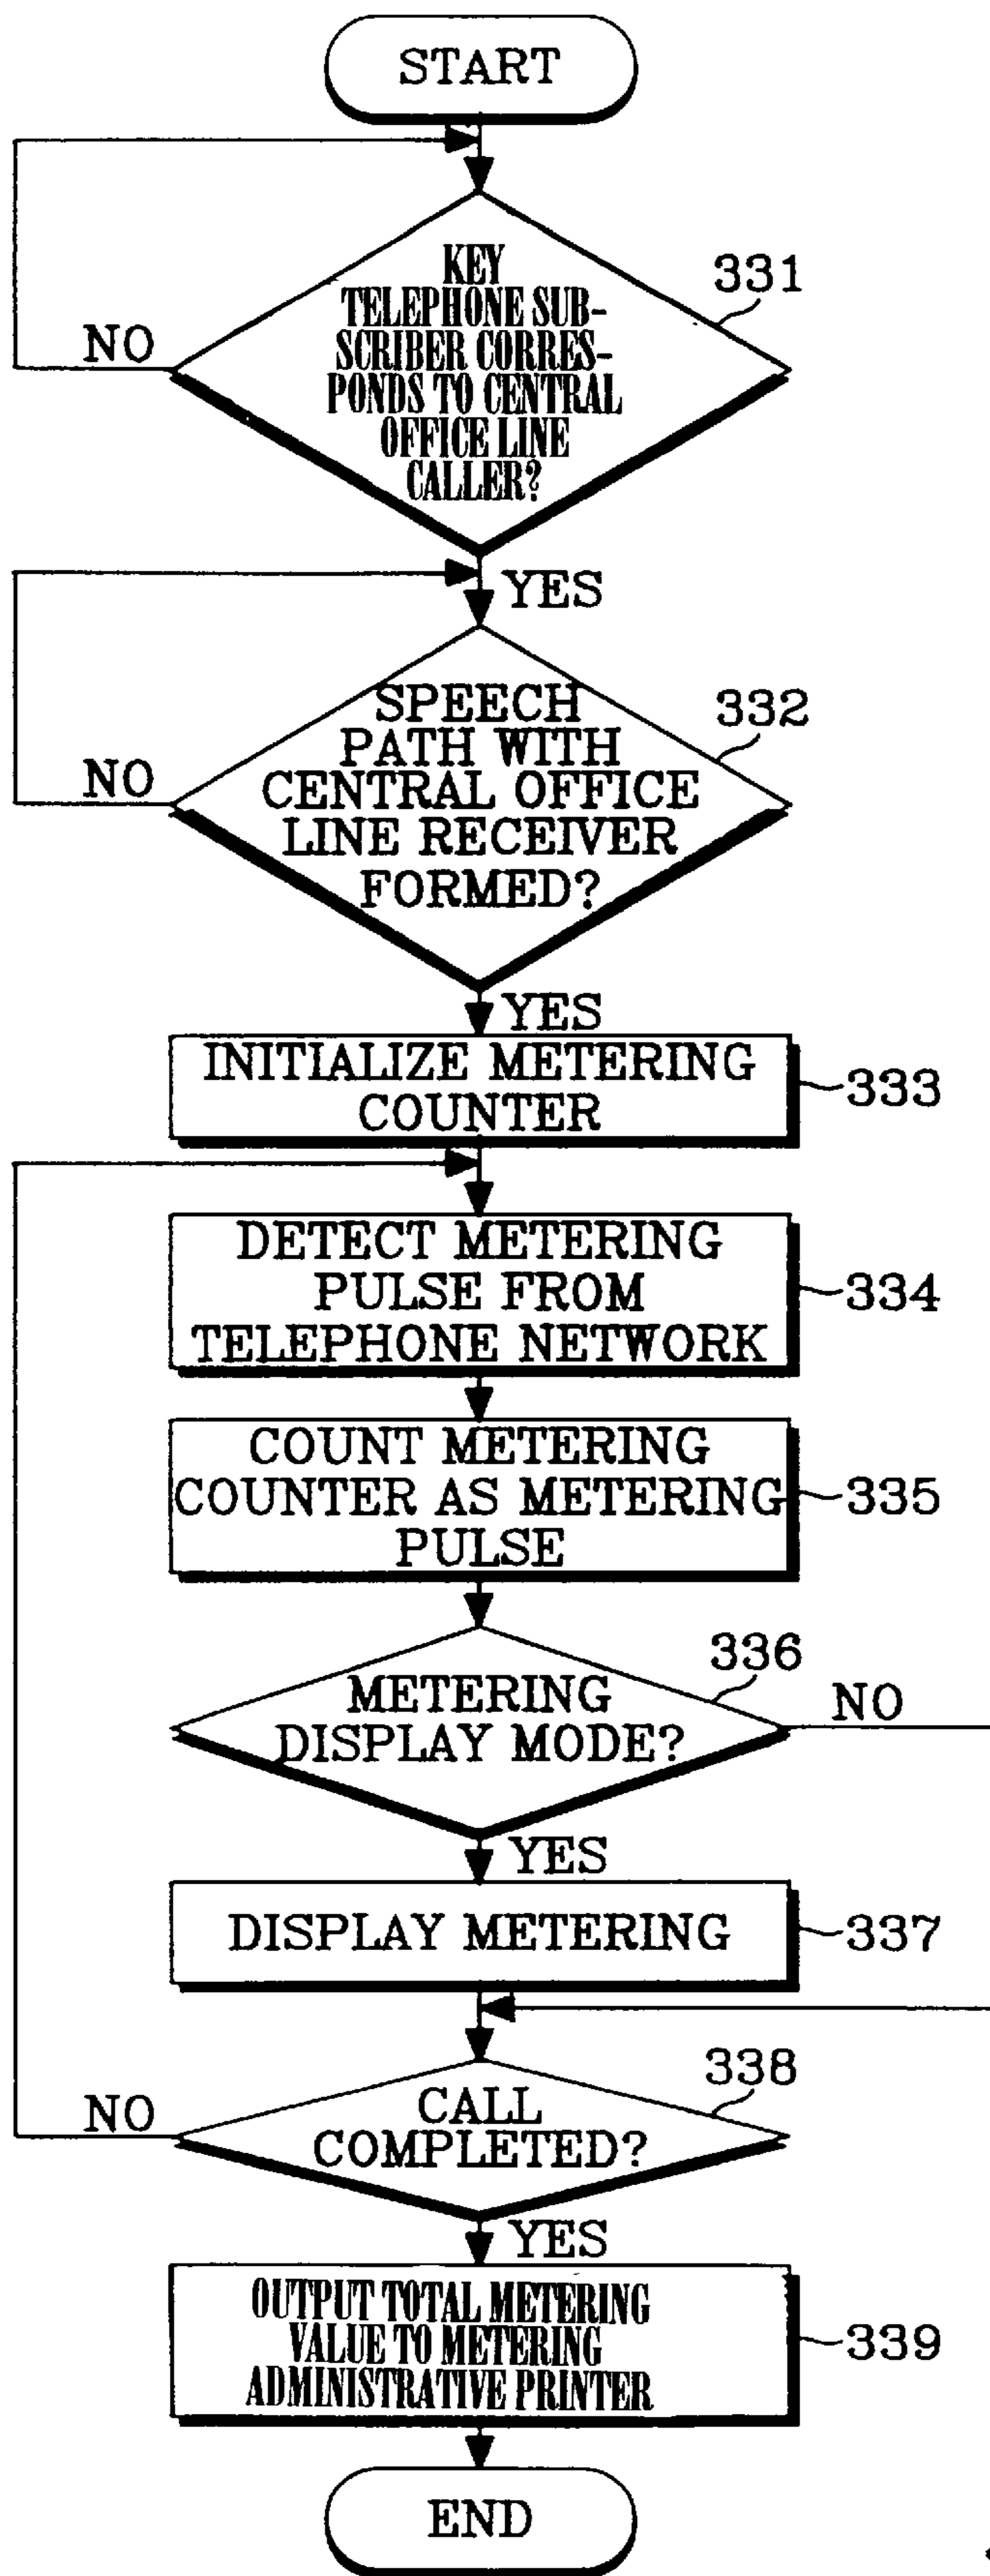 START
331
KEY
TELEPHONE SUB-
SCRIBER CORRES-
PONDS TO CENTRAL
OFFICE LINE
CALLER?
NO
YES
332
SPEECH
PATH WITH
CENTRAL OFFICE
LINE RECEIVER
FORMED?
NO
YES
INITIALIZE METERING
COUNTER
333
DETECT METERING
PULSE FROM
TELEPHONE NETWORK
334
COUNT METERING
COUNTER AS METERING
PULSE
335
336
METERING
DISPLAY MODE?
NO
YES
DISPLAY METERING
337
338
CALL
COMPLETED?
NO
YES
OUTPUT TOTAL METERING
VALUE TO METERING
ADMINISTRATIVE PRINTER
339
END